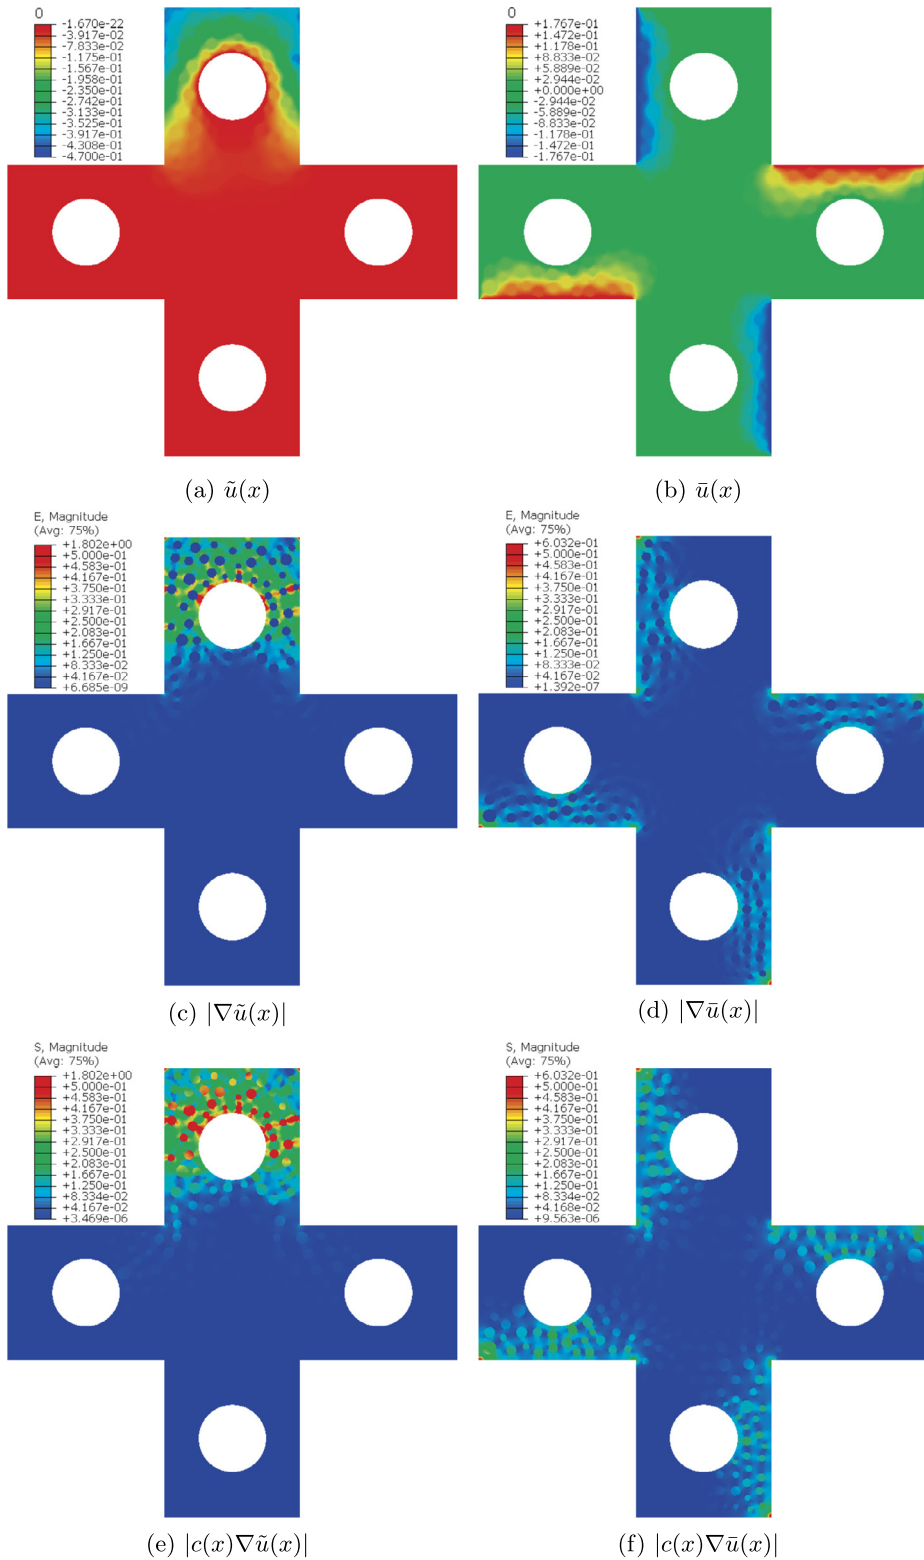 0
-1.670e-22
-3.917e-02
-7.833e-02
-1.175e-01
-1.567e-01
-1.958e-01
-2.350e-01
-2.742e-01
-3.133e-01
-3.525e-01
-3.917e-01
-4.308e-01
-4.700e-01
0
+1.767e-01
+1.472e-01
+1.178e-01
+8.833e-02
+5.889e-02
+2.944e-02
+0.000e+00
-2.944e-02
-5.889e-02
-8.833e-02
-1.178e-01
-1.472e-01
-1.767e-01
(a) ũ(x)
(b) ū(x)
E, Magnitude
(Avg: 75%)
+1.802e+00
+5.000e-01
+4.583e-01
+4.167e-01
+3.750e-01
+3.333e-01
+2.917e-01
+2.500e-01
+2.083e-01
+1.667e-01
+1.250e-01
+8.333e-02
+4.167e-02
+6.685e-09
E, Magnitude
(Avg: 75%)
+6.032e-01
+5.000e-01
+4.583e-01
+4.167e-01
+3.750e-01
+3.333e-01
+2.917e-01
+2.500e-01
+2.083e-01
+1.667e-01
+1.250e-01
+8.333e-02
+4.167e-02
+1.392e-07
(c) |∇ũ(x)|
(d) |∇ū(x)|
S, Magnitude
(Avg: 75%)
+1.802e+00
+5.000e-01
+4.583e-01
+4.167e-01
+3.750e-01
+3.333e-01
+2.917e-01
+2.500e-01
+2.083e-01
+1.667e-01
+1.250e-01
+8.334e-02
+4.167e-02
+3.469e-06
S, Magnitude
(Avg: 75%)
+6.032e-01
+5.000e-01
+4.583e-01
+4.167e-01
+3.750e-01
+3.333e-01
+2.917e-01
+2.500e-01
+2.083e-01
+1.667e-01
+1.250e-01
+8.334e-02
+4.168e-02
+9.563e-06
(e) |c(x)∇ũ(x)|
(f) |c(x)∇ū(x)|